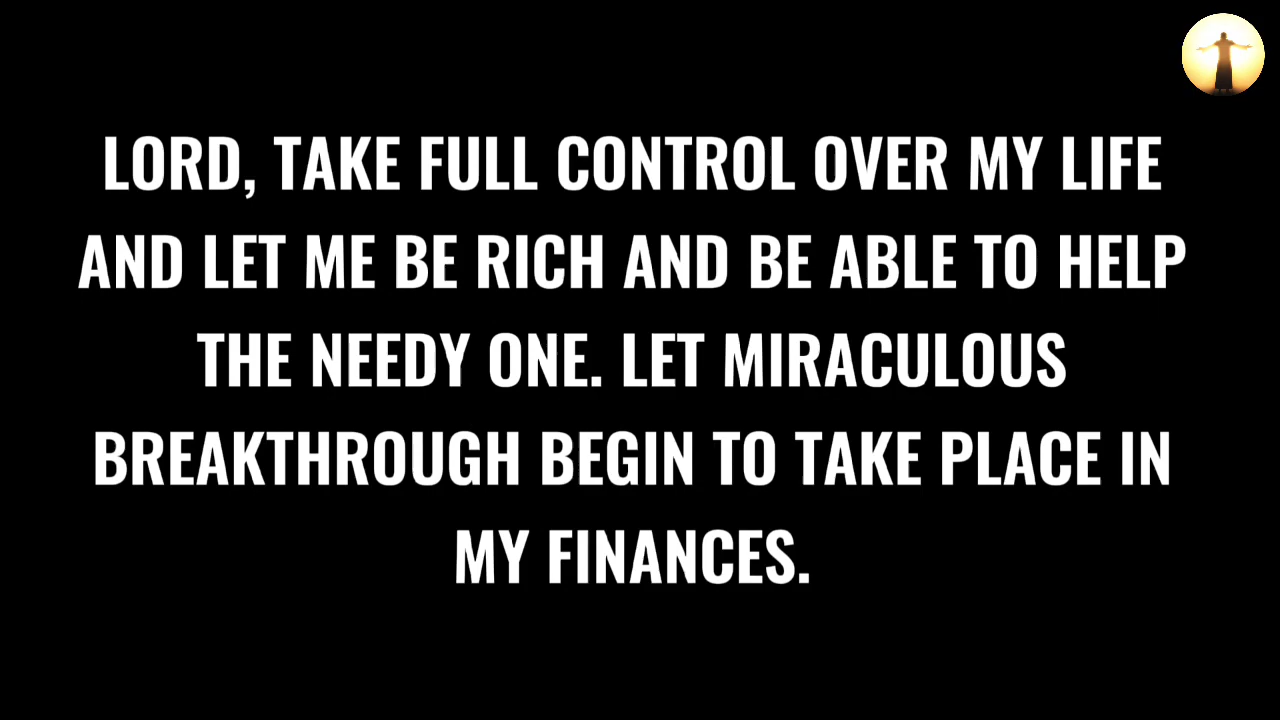 LORD, TAKE FULL CONTROL OVER MY LIFE
AND LET ME BE RICH AND BE ABLE TO HELP
THE NEEDY ONE. LET MIRACULOUS
BREAKTHROUGH BEGIN TO TAKE PLACE IN
MY FINANCES.